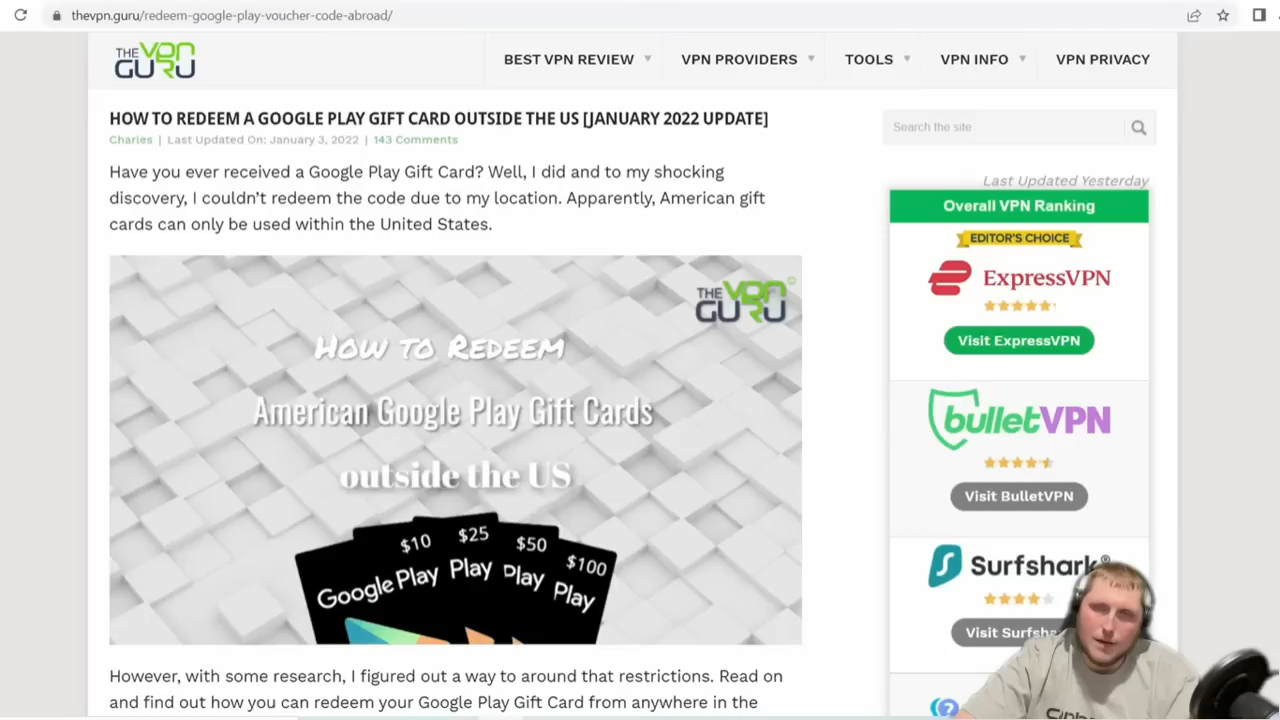 thevpn.guru/redeem-google-play-voucher-code-abroad/
THE VPN GURU
BEST VPN REVIEW
VPN PROVIDERS
TOOLS
VPN INFO
VPN PRIVACY
HOW TO REDEEM A GOOGLE PLAY GIFT CARD OUTSIDE THE US [JANUARY 2022 UPDATE]
Charles | Last Updated On: January 3, 2022 | 143 Comments
Have you ever received a Google Play Gift Card? Well, I did and to my shocking
discovery, I couldn’t redeem the code due to my location. Apparently, American gift
cards can only be used within the United States.
THE VPN GURU
How to Redeem
American Google Play Gift Cards
outside the US
$10
$25
$50
$100
Google Play
Play
Play
Play
However, with some research, I figured out a way to around that restrictions. Read on
and find out how you can redeem your Google Play Gift Card from anywhere in the
Search the site
Last Updated Yesterday
Overall VPN Ranking
EDITOR'S CHOICE
ExpressVPN
Visit ExpressVPN
bulletVPN
Visit BulletVPN
Surfshark®
Visit Surfsha